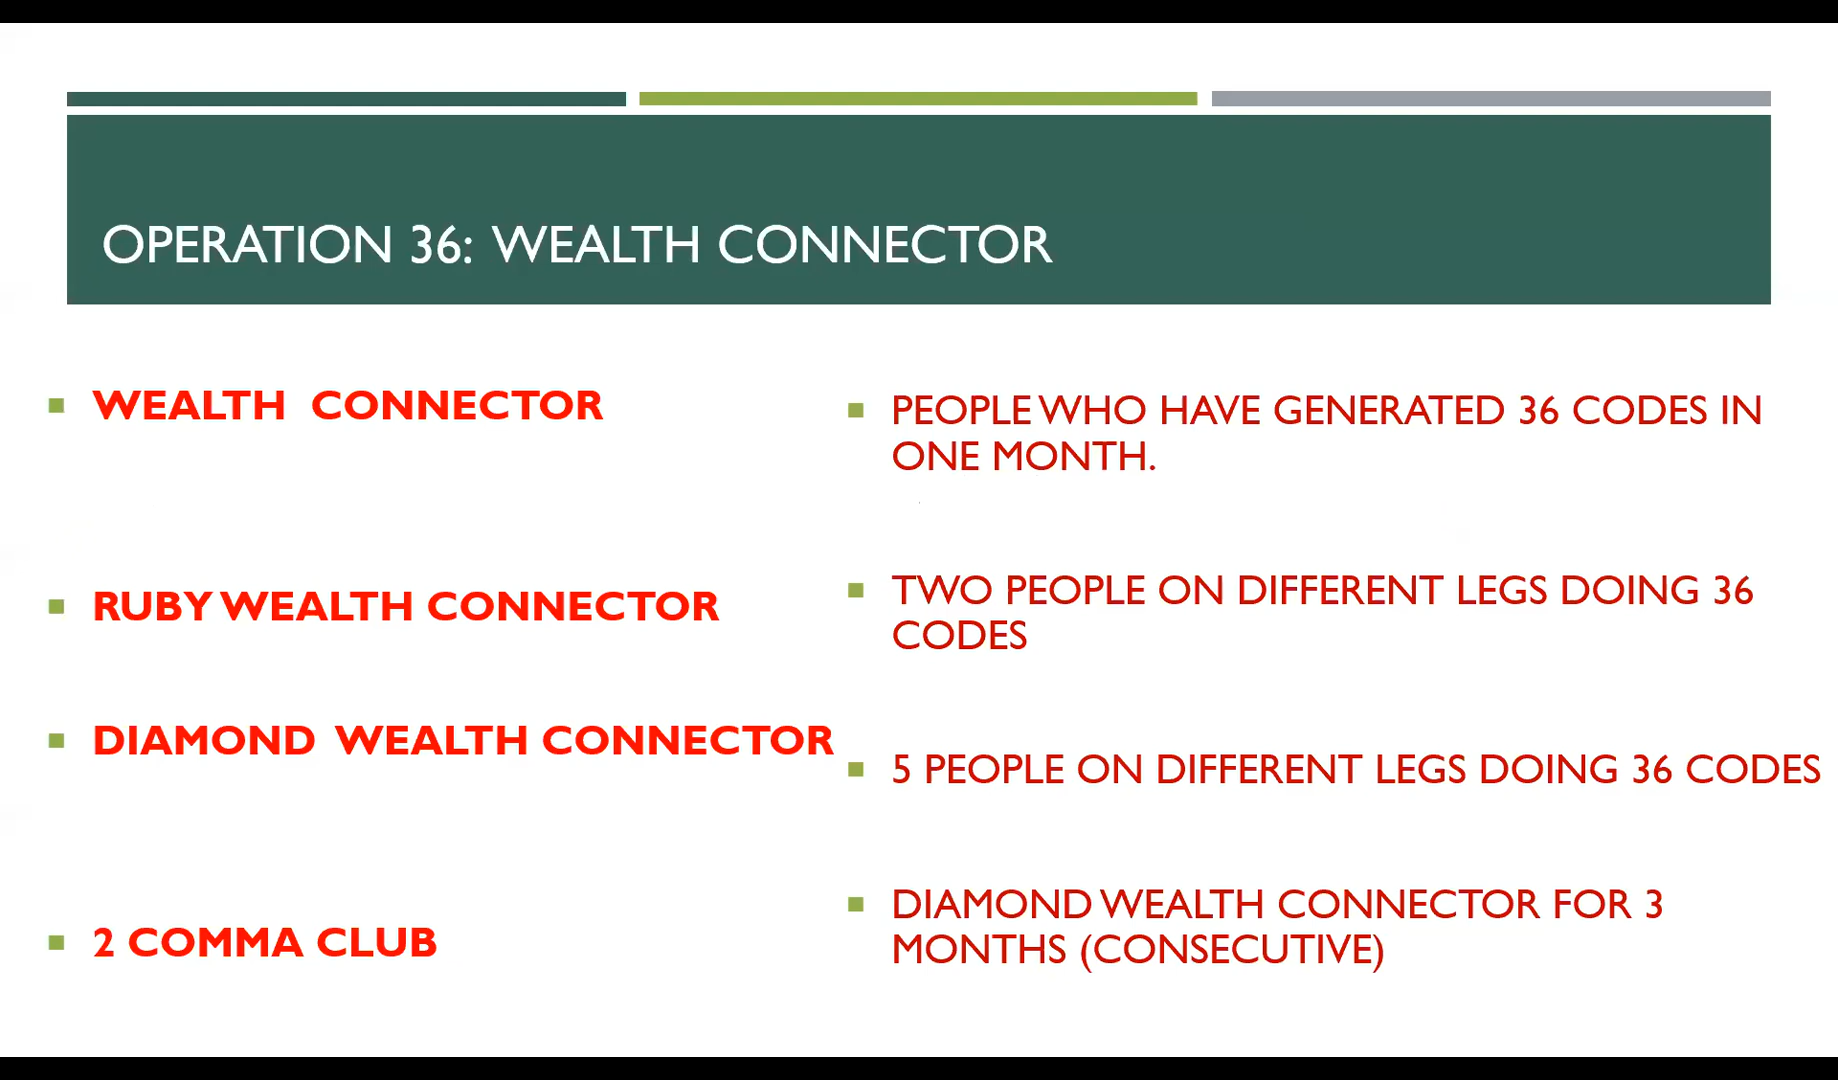 OPERATION 36: WEALTH CONNECTOR
WEALTH CONNECTOR
PEOPLE WHO HAVE GENERATED 36 CODES IN
ONE MONTH.
RUBY WEALTH CONNECTOR
TWO PEOPLE ON DIFFERENT LEGS DOING 36
CODES
DIAMOND WEALTH CONNECTOR
5 PEOPLE ON DIFFERENT LEGS DOING 36 CODES
2 COMMA CLUB
DIAMOND WEALTH CONNECTOR FOR 3
MONTHS (CONSECUTIVE)